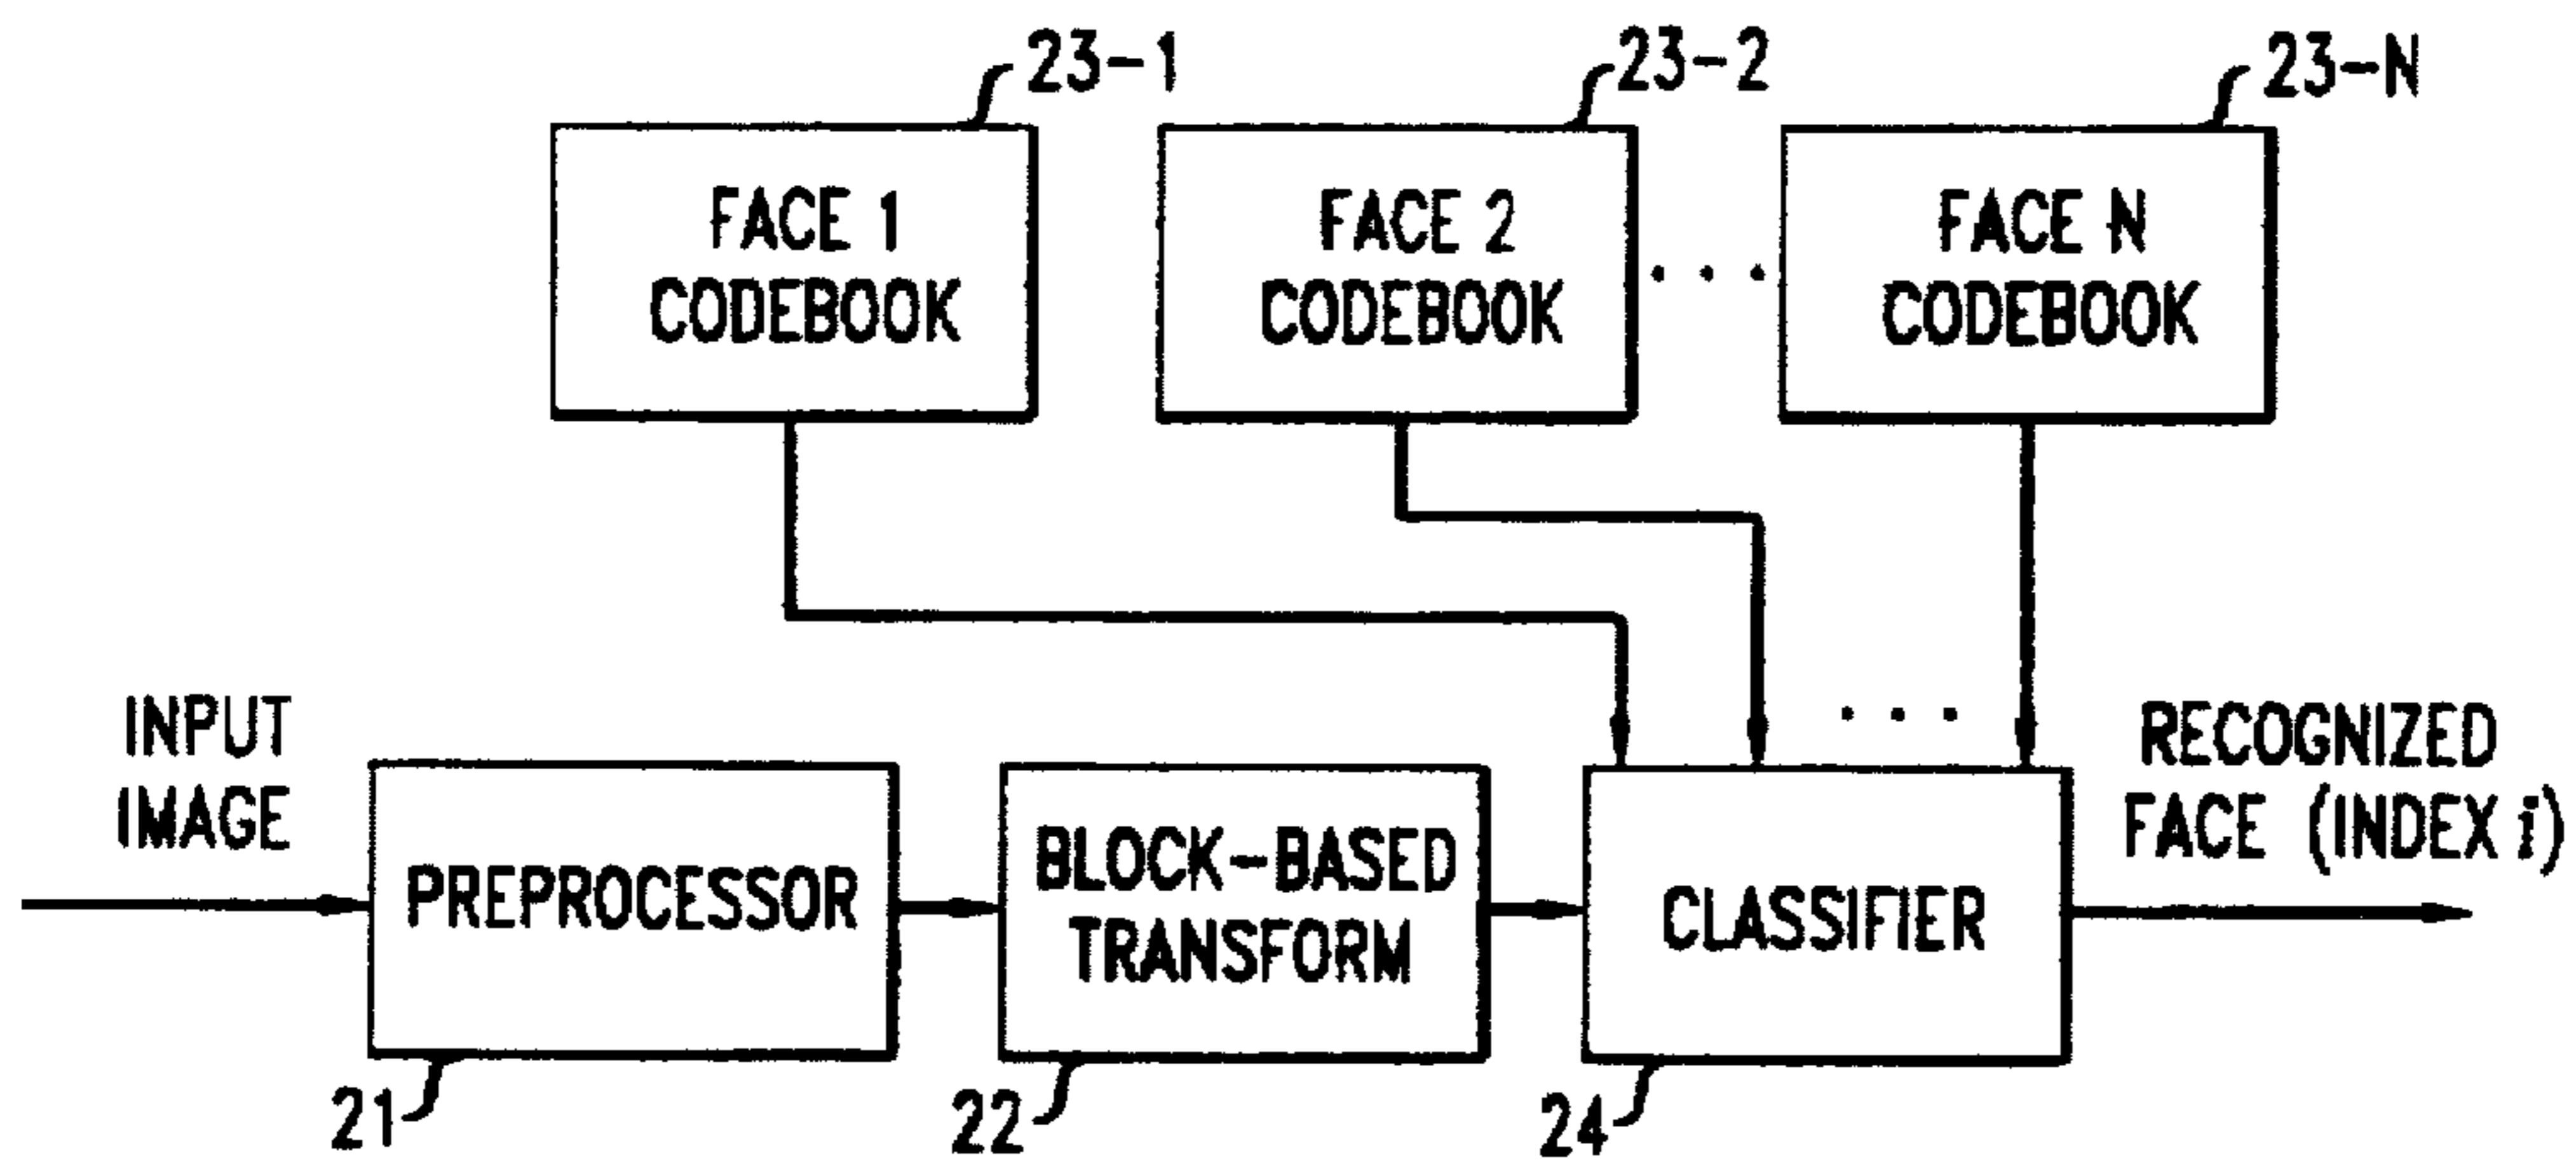 23-1
23-2
23-N
FACE 1
CODEBOOK
FACE 2
CODEBOOK
. . .
FACE N
CODEBOOK
. . .
INPUT
IMAGE
PREPROCESSOR
BLOCK-BASED
TRANSFORM
CLASSIFIER
RECOGNIZED
FACE (INDEX i)
21
22
24